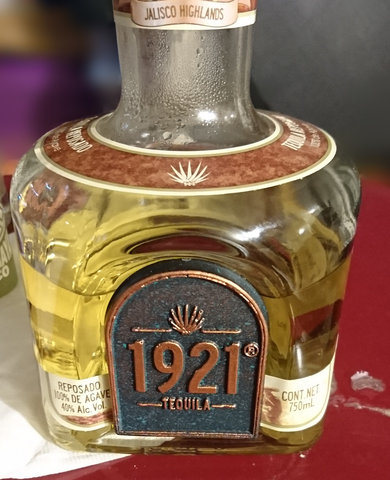 JALISCO HIGHLANDS
1921®
TEQUILA
REPOSADO
100% DE AGAVE
40% Alc. Vol.
CONT. NET.
750mL